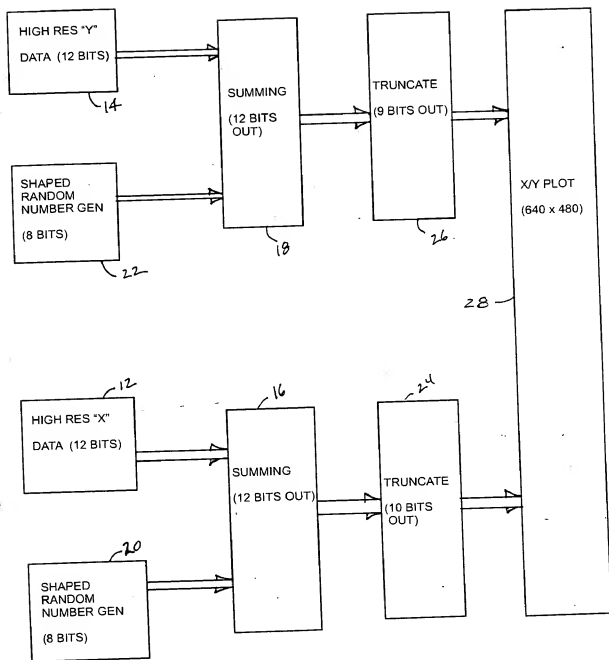 HIGH RES "Y"
DATA (12 BITS)
14
SHAPED
RANDOM
NUMBER GEN
(8 BITS)
22
SUMMING
(12 BITS
OUT)
18
TRUNCATE
(9 BITS OUT)
26
X/Y PLOT
(640 x 480)
28
12
HIGH RES "X"
DATA (12 BITS)
20
SHAPED
RANDOM
NUMBER GEN
(8 BITS)
16
SUMMING
(12 BITS OUT)
24
TRUNCATE
(10 BITS
OUT)